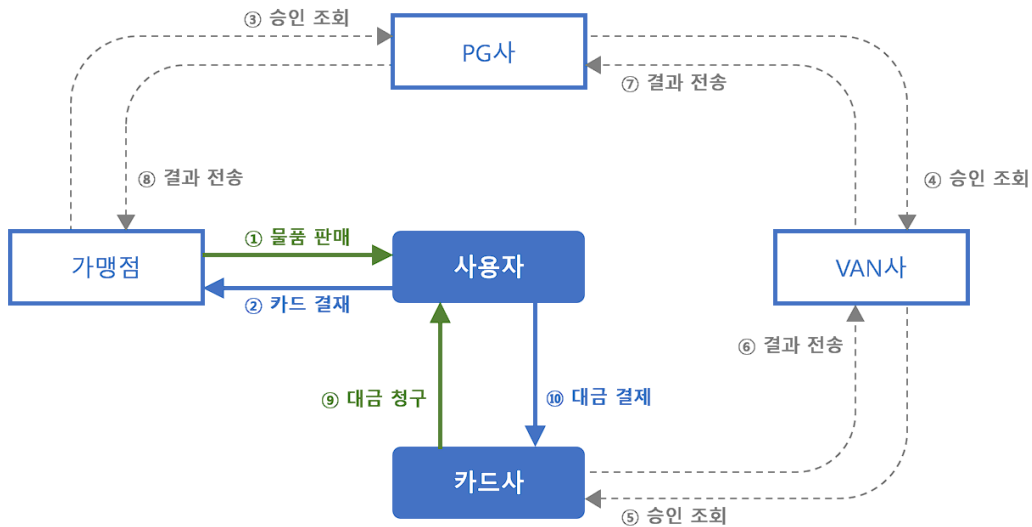 ③ 승인 조회
PG사
⑦ 결과 전송
⑧ 결과 전송
④ 승인 조회
① 물품 판매
가맹점
사용자
VAN사
② 카드 결재
⑥ 결과 전송
⑨ 대금 청구
⑩ 대금 결제
카드사
⑤ 승인 조회